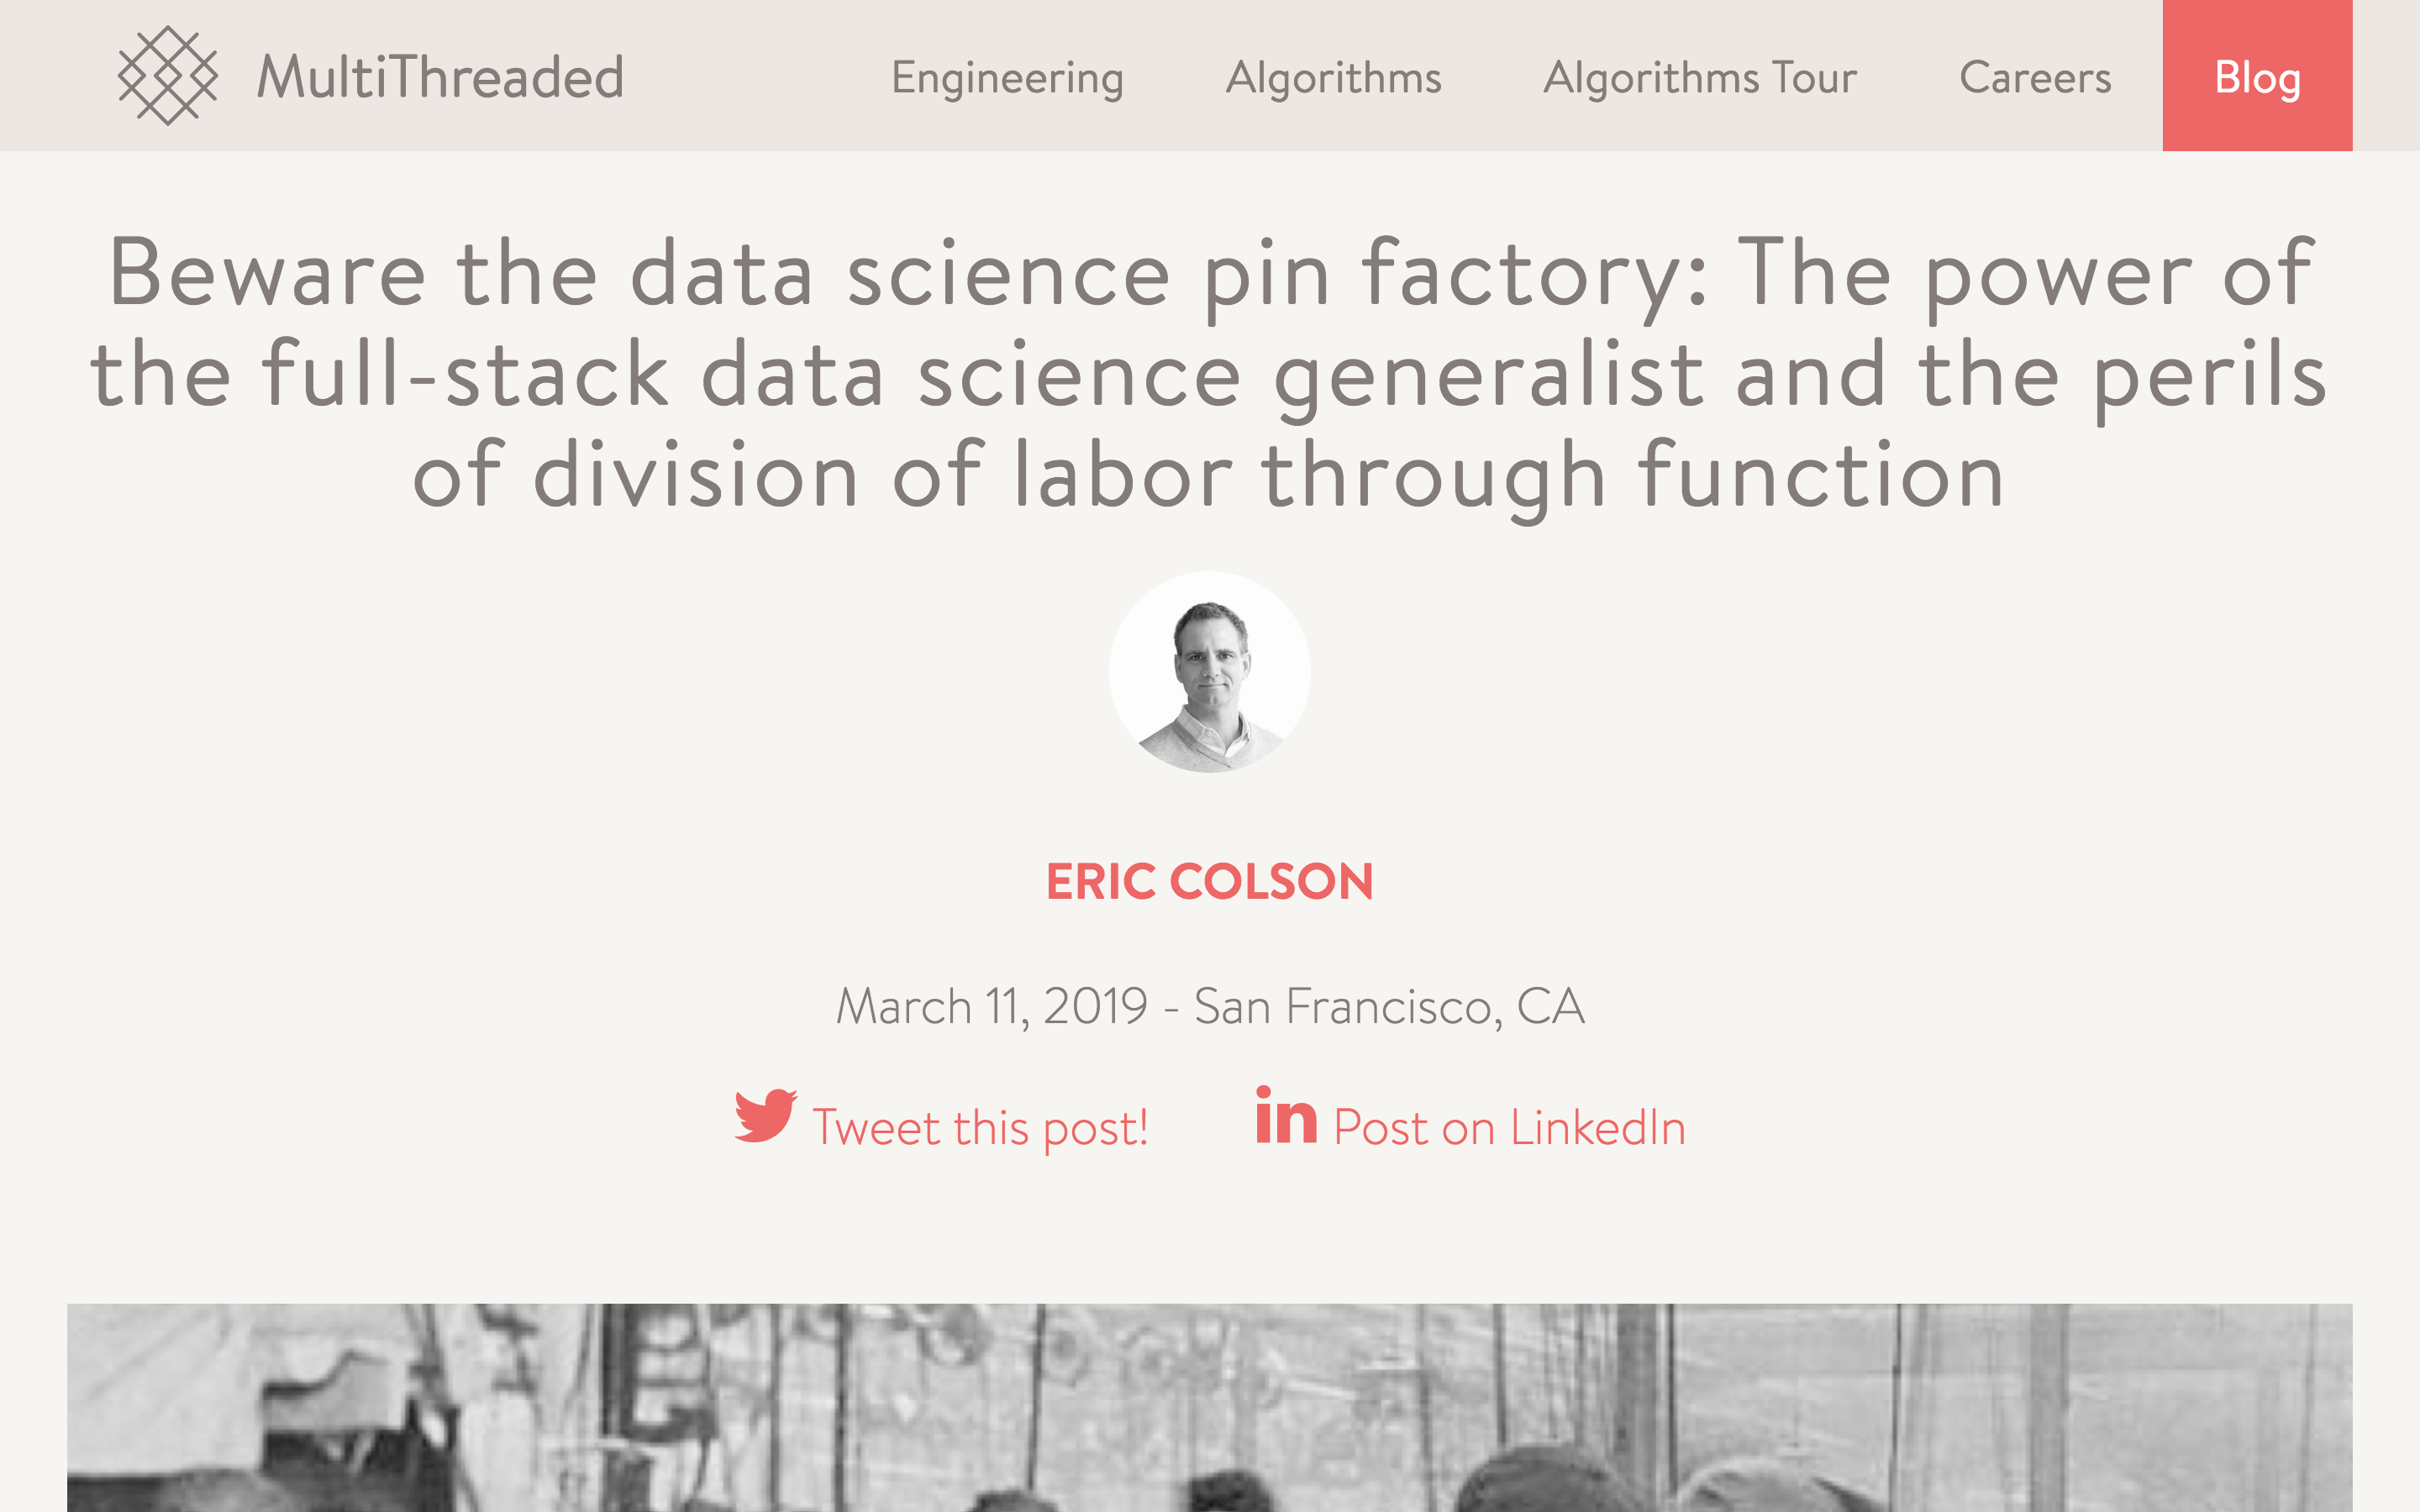 MultiThreaded
Engineering
Algorithms
Algorithms Tour
Careers
Blog
Beware the data science pin factory: The power of
the full-stack data science generalist and the perils
of division of labor through function
ERIC COLSON
March 11, 2019 - San Francisco, CA
Tweet this post!
in Post on LinkedIn